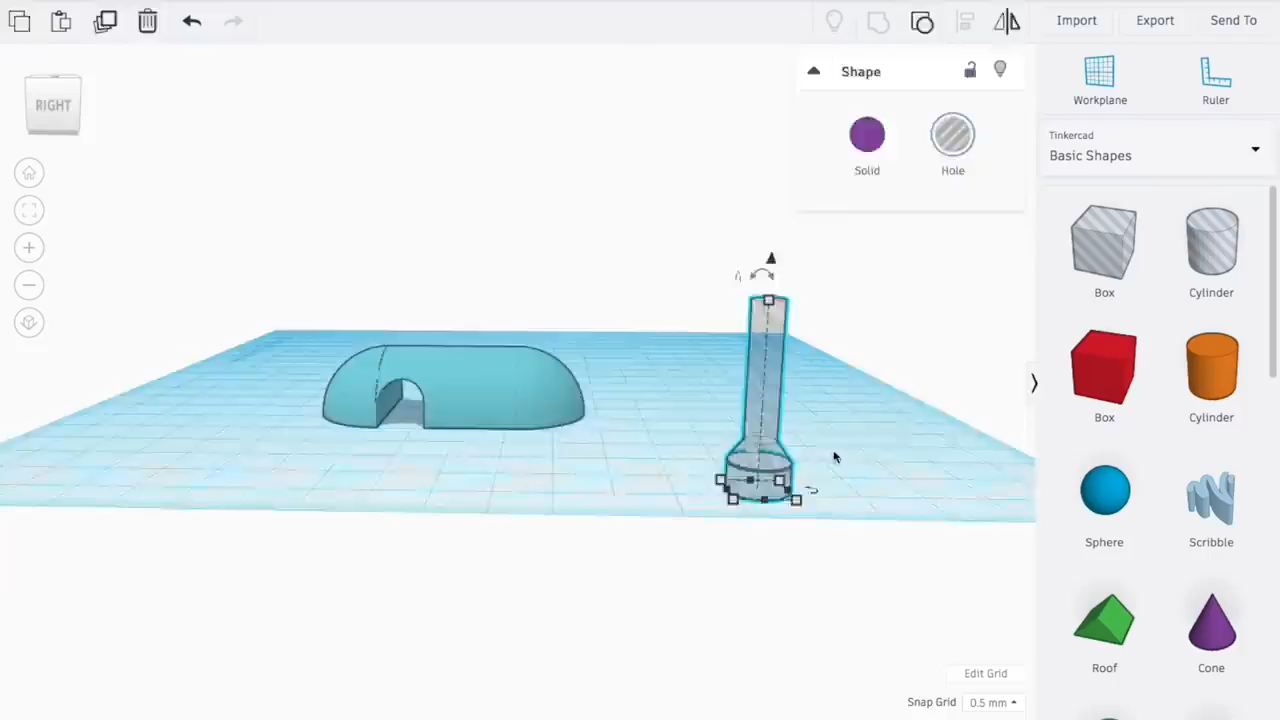 Import Export Send To
Shape
RIGHT
Workplane Ruler
Tinkercad
Basic Shapes
Solid Hole
Box Cylinder
Box Cylinder
Sphere Scribble
Roof Cone
Edit Grid
Snap Grid 0.5 mm